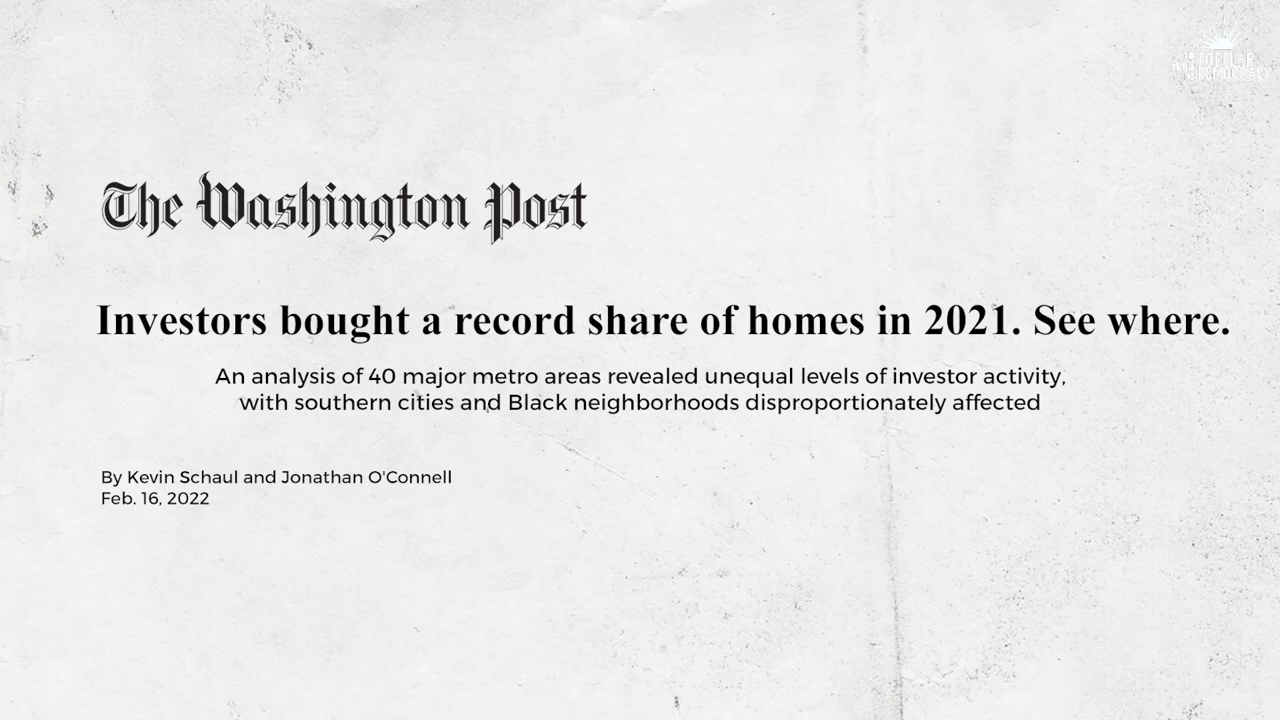 The Washington Post
Investors bought a record share of homes in 2021. See where.
An analysis of 40 major metro areas revealed unequal levels of investor activity,
with southern cities and Black neighborhoods disproportionately affected
By Kevin Schaul and Jonathan O'Connell
Feb. 16, 2022